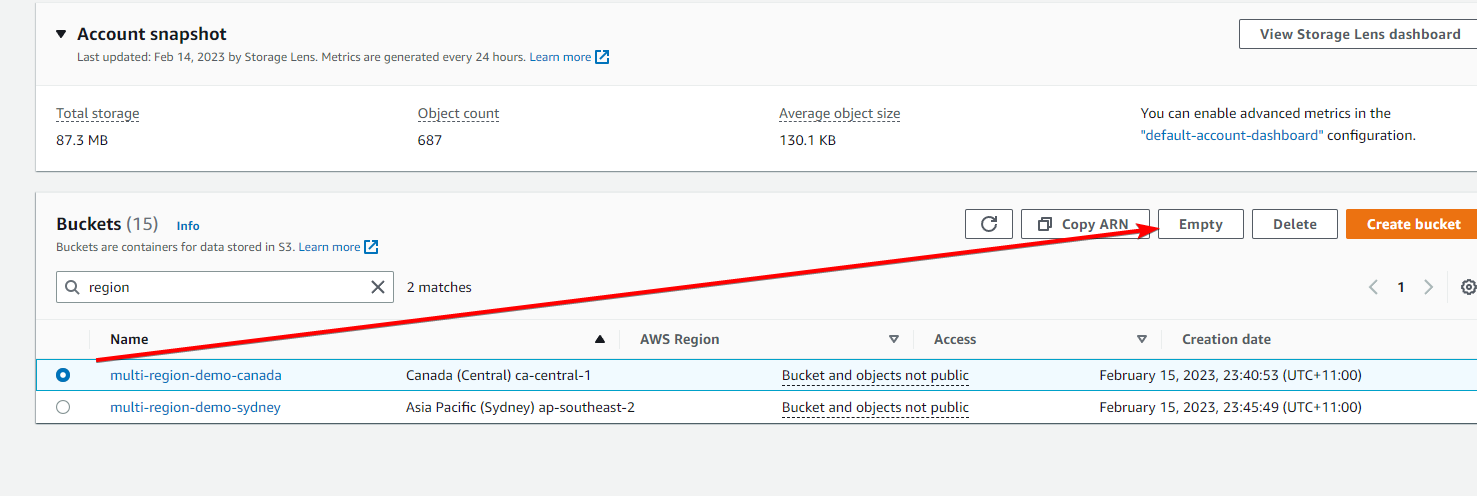 Account snapshot
View Storage Lens dashboard
Last updated: Feb 14, 2023 by Storage Lens. Metrics are generated every 24 hours. Learn more
Total storage
Object count
Average object size
You can enable advanced metrics in the
"default-account-dashboard" configuration.
87.3 MB
687
130.1 KB
Buckets (15) Info
Copy ARN
Empty
Delete
Create bucket
Buckets are containers for data stored in S3. Learn more
region
2 matches
1
Name AWS Region Access Creation date
multi-region-demo-canada Canada (Central) ca-central-1 Bucket and objects not public February 15, 2023, 23:40:53 (UTC+11:00)
multi-region-demo-sydney Asia Pacific (Sydney) ap-southeast-2 Bucket and objects not public February 15, 2023, 23:45:49 (UTC+11:00)